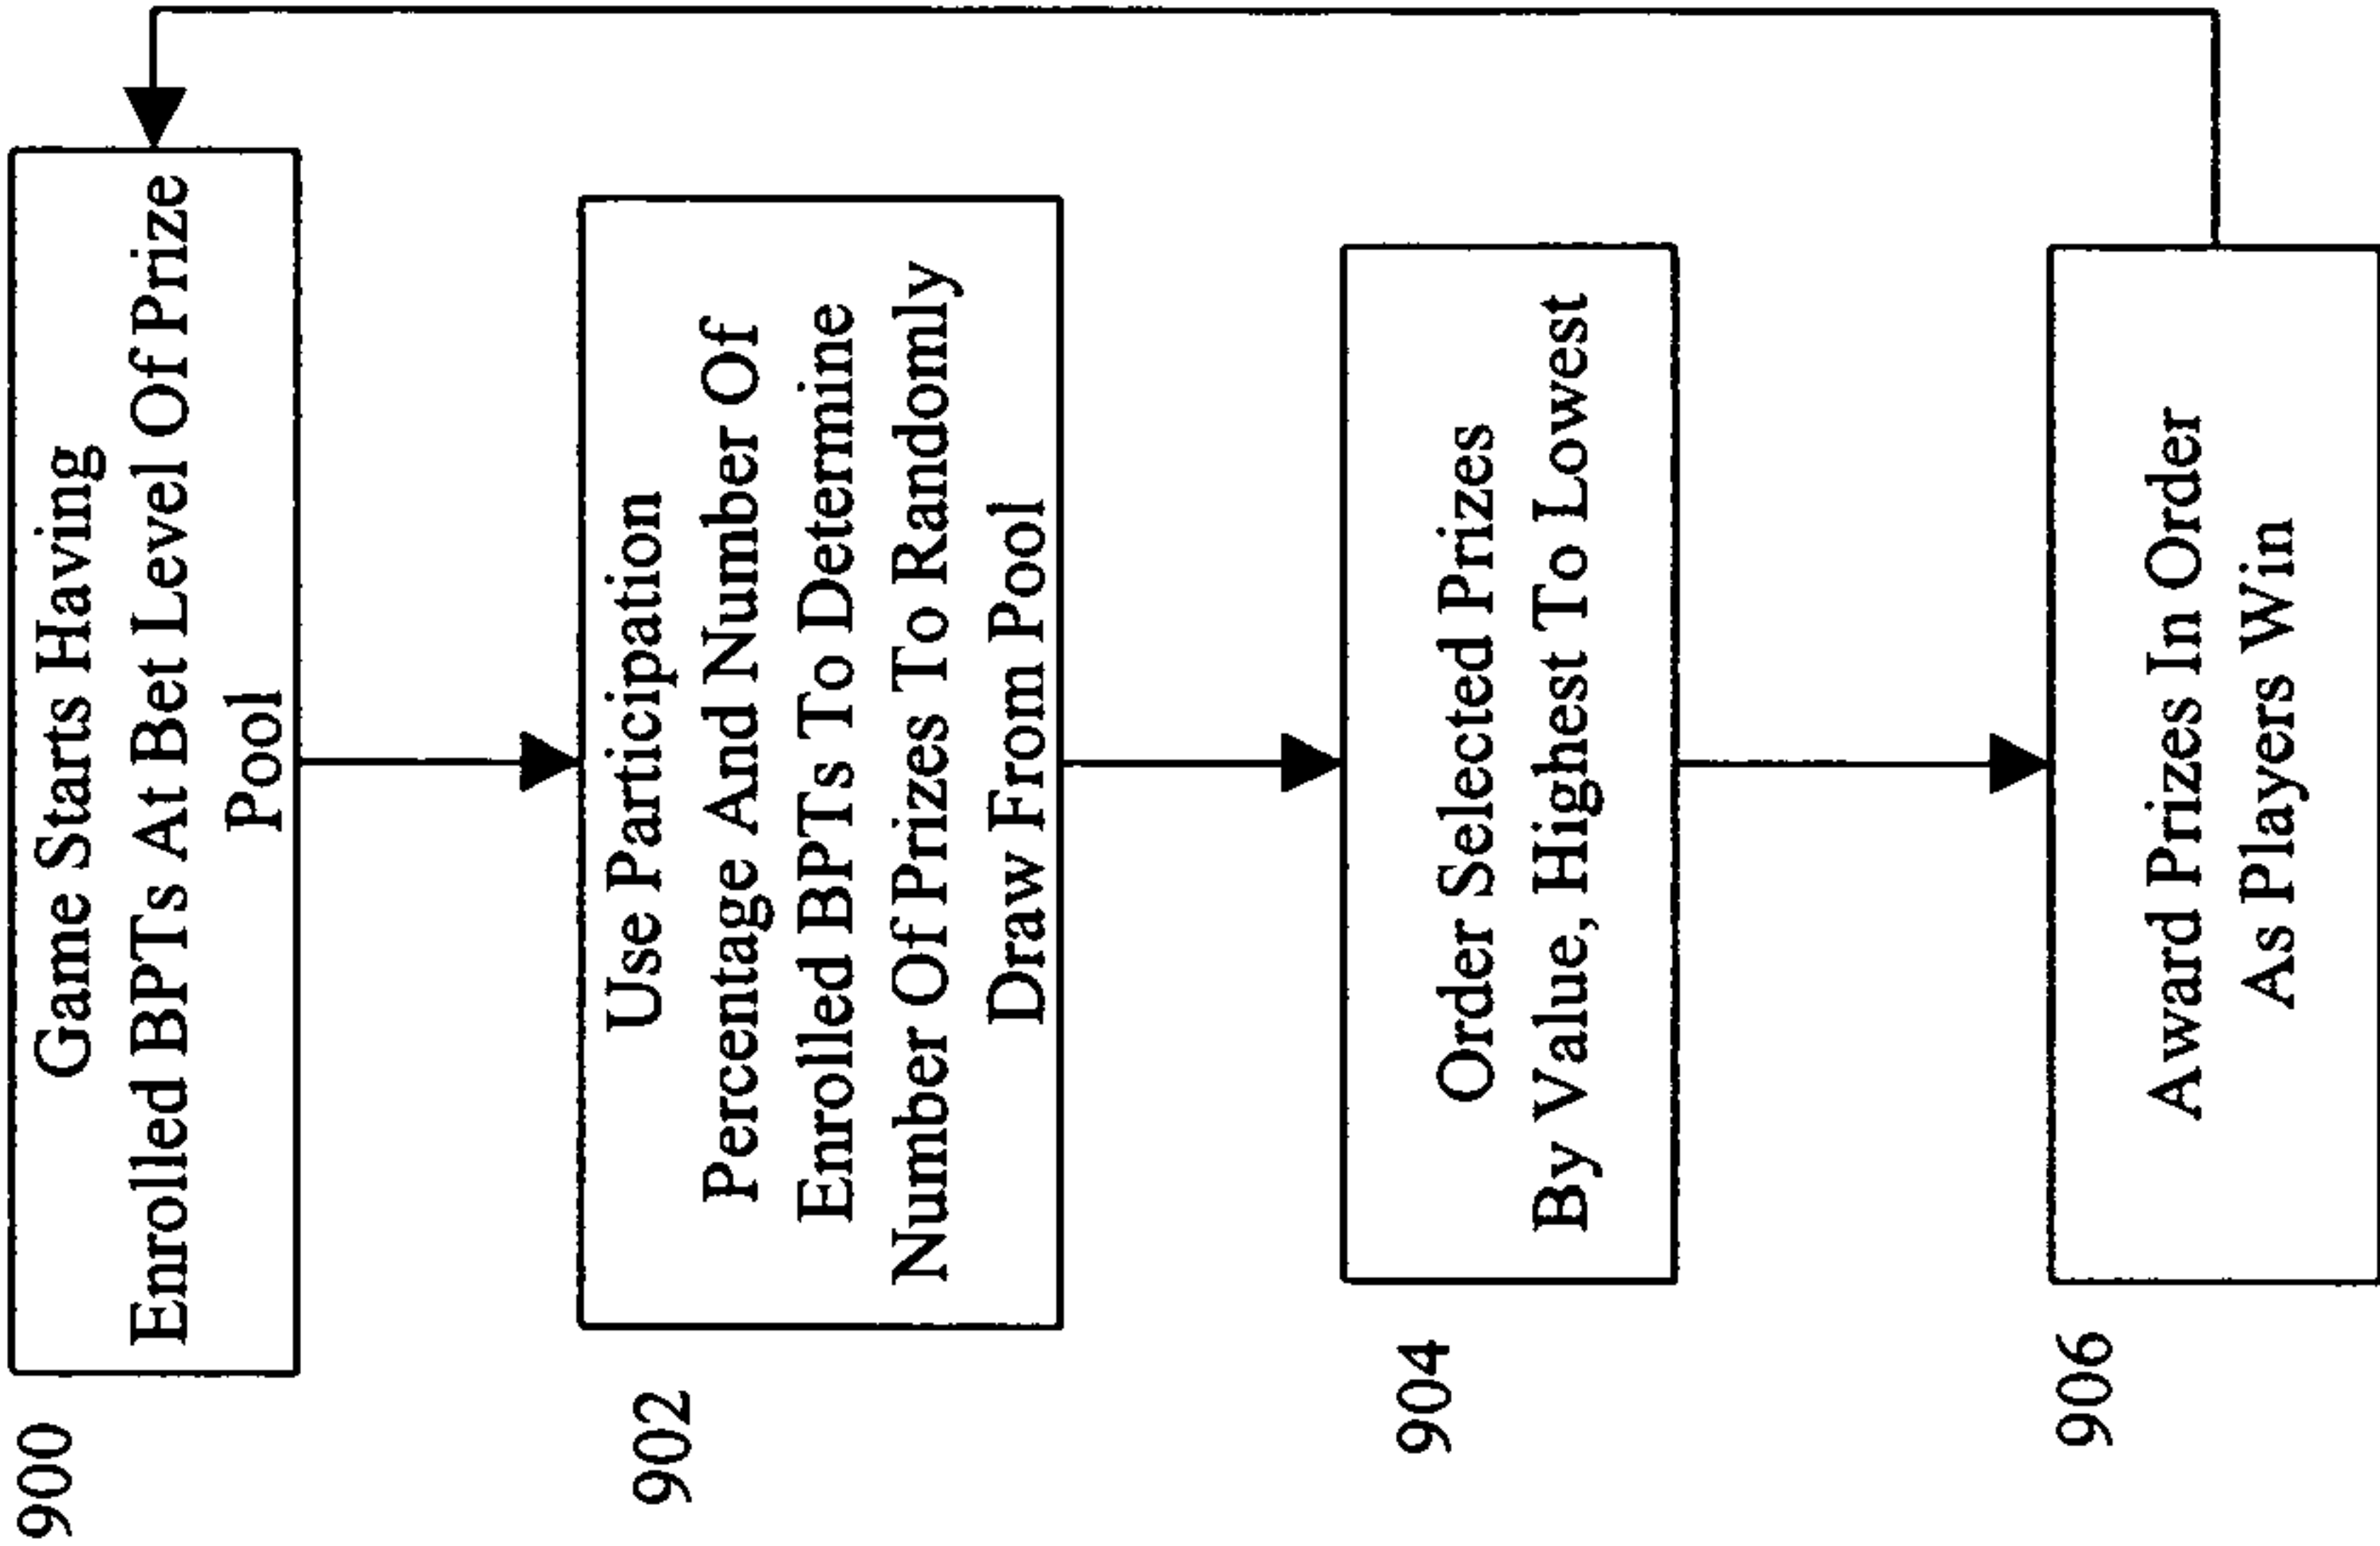 900
Game Starts Having
Enrolled BPTs At Bet Level Of Prize
Pool
902
Use Participation
Percentage And Number Of
Enrolled BPTs To Determine
Number Of Prizes To Randomly
Draw From Pool
904
Order Selected Prizes
By Value, Highest To Lowest
906
Award Prizes In Order
As Players Win